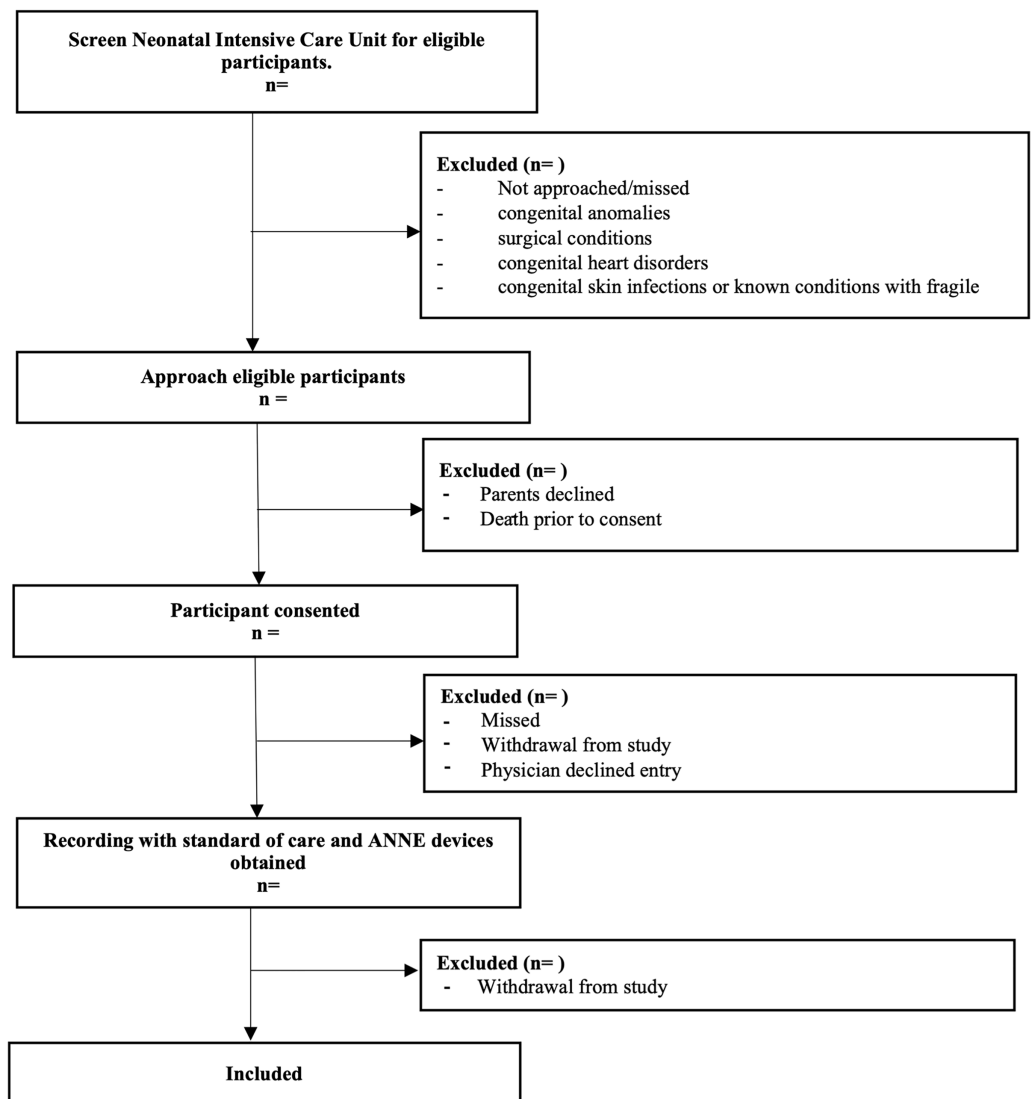 Screen Neonatal Intensive Care Unit for eligible
participants.
n=
Excluded (n= )
- Not approached/missed
- congenital anomalies
- surgical conditions
- congenital heart disorders
- congenital skin infections or known conditions with fragile
Approach eligible participants
n =
Excluded (n= )
- Parents declined
- Death prior to consent
Participant consented
n =
Excluded (n= )
- Missed
- Withdrawal from study
- Physician declined entry
Recording with standard of care and ANNE devices
obtained
n=
Excluded (n= )
- Withdrawal from study
Included